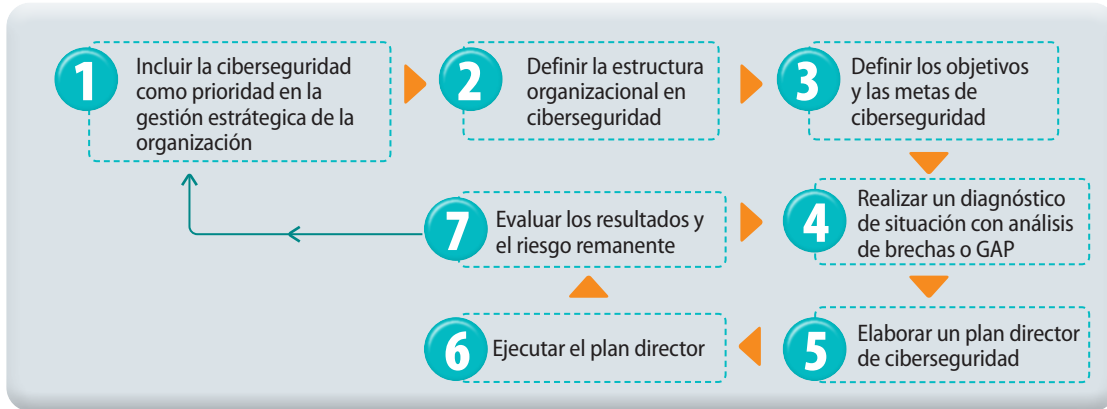 1
Incluir la ciberseguridad
como prioridad en la
gestión estrátegica de la
organización
2
Definir la estructura
organizacional en
ciberseguridad
3
Definir los objetivos
y las metas de
ciberseguridad
4
Realizar un diagnóstico
de situación con análisis
de brechas o GAP
5
Elaborar un plan director
de ciberseguridad
6
Ejecutar el plan director
7
Evaluar los resultados y
el riesgo remanente